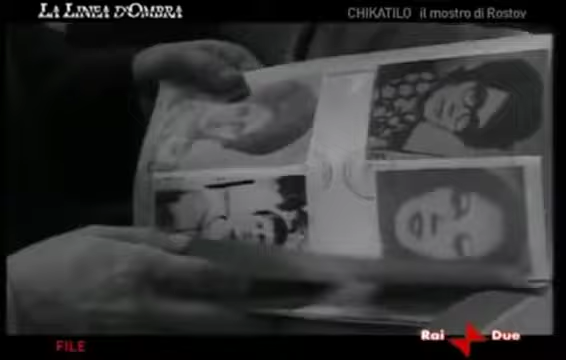 LA LINEA D'OMBRA
CHIKATILO il mostro di Rostov
FILE
Rai Due